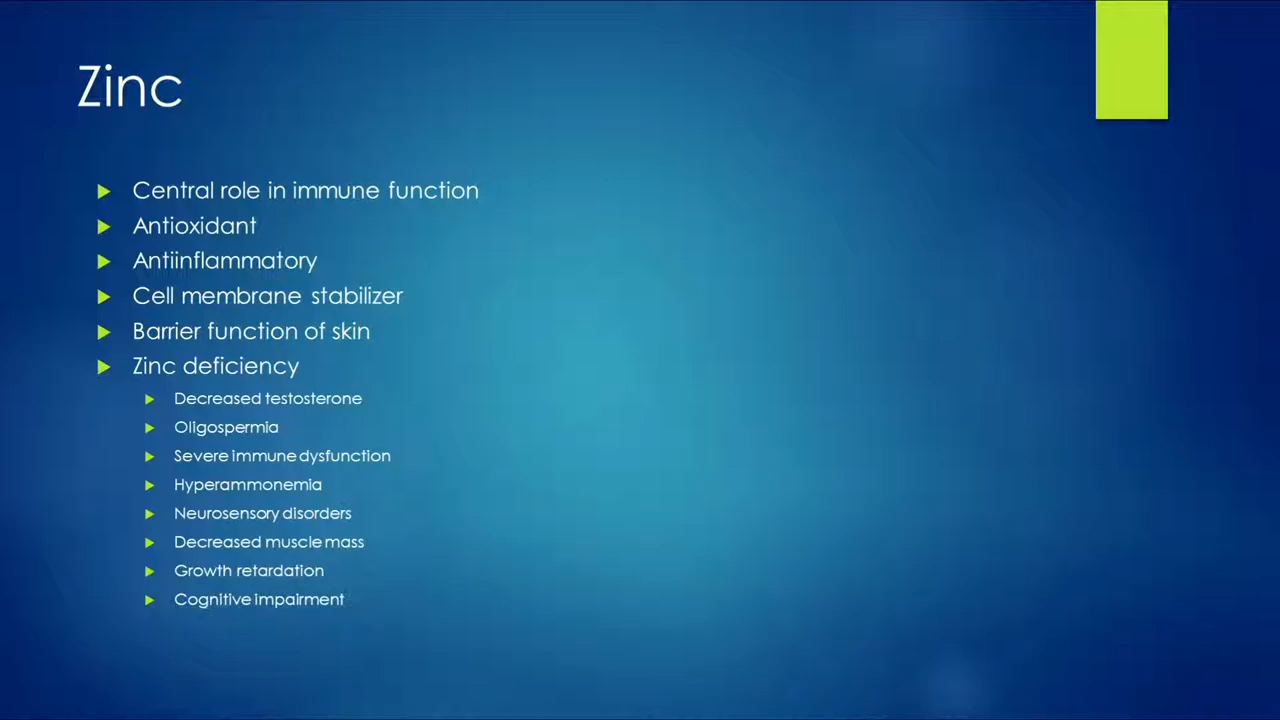 Zinc
Central role in immune function
Antioxidant
Antiinflammatory
Cell membrane stabilizer
Barrier function of skin
Zinc deficiency
Decreased testosterone
Oligospermia
Severe immune dysfunction
Hyperammonemia
Neurosensory disorders
Decreased muscle mass
Growth retardation
Cognitive impairment